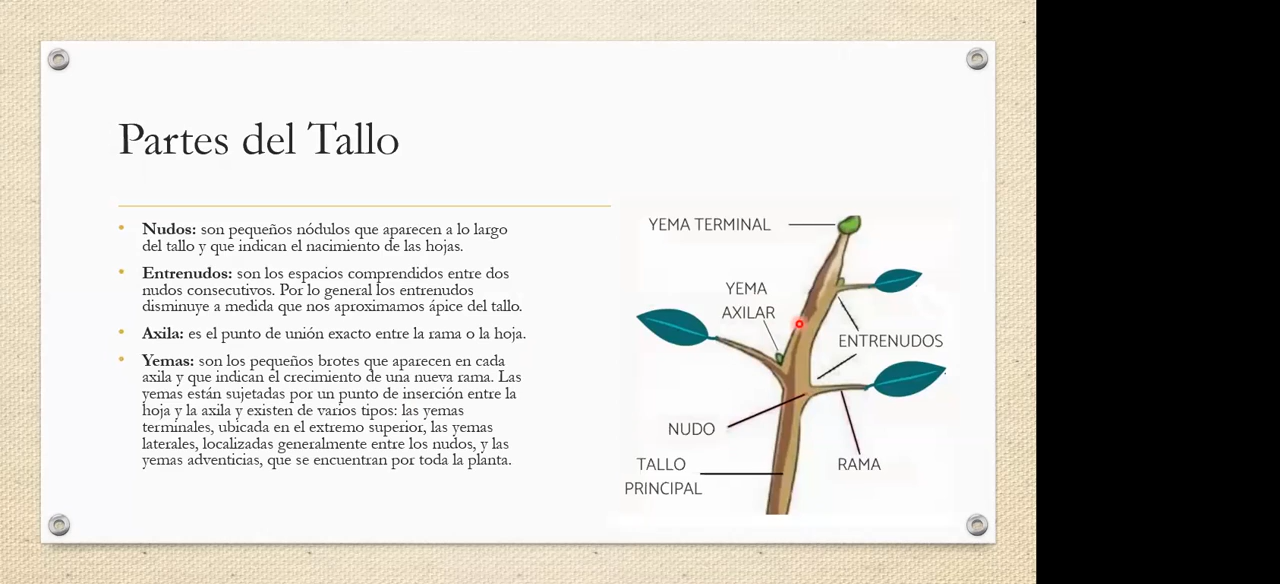 Partes del Tallo
Nudos: son pequeños nódulos que aparecen a lo largo
del tallo y que indican el nacimiento de las hojas.
Entrenudos: son los espacios comprendidos entre dos
nudos consecutivos. Por lo general los entrenudos
disminuye a medida que nos aproximamos ápice del tallo.
Axila: es el punto de unión exacto entre la rama o la hoja.
Yemas: son los pequeños brotes que aparecen en cada
axila y que indican el crecimiento de una nueva rama. Las
yemas están sujetadas por un punto de inserción entre la
hoja y la axila y existen de varios tipos: las yemas
terminales, ubicada en el extremo superior, las yemas
laterales, localizadas generalmente entre los nudos, y las
yemas adventicias, que se encuentran por toda la planta.
YEMA TERMINAL
YEMA
AXILAR
ENTRENUDOS
NUDO
TALLO
PRINCIPAL
RAMA